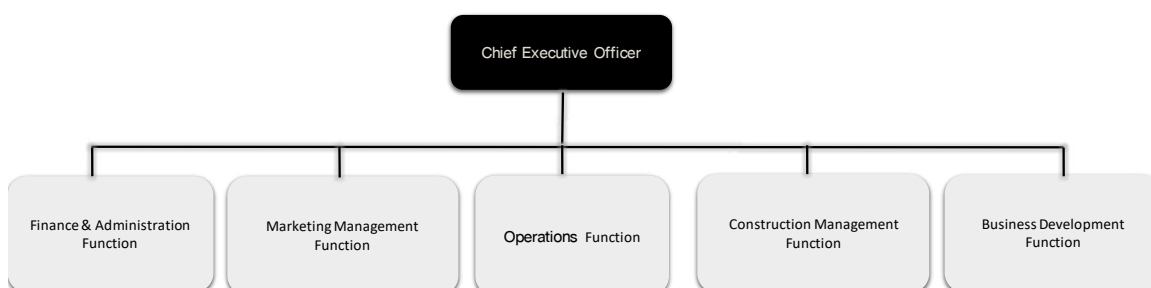 Chief Executive Officer
Finance & Administration
Function
Marketing Management
Function
Operations Function
Construction Management
Function
Business Development
Function